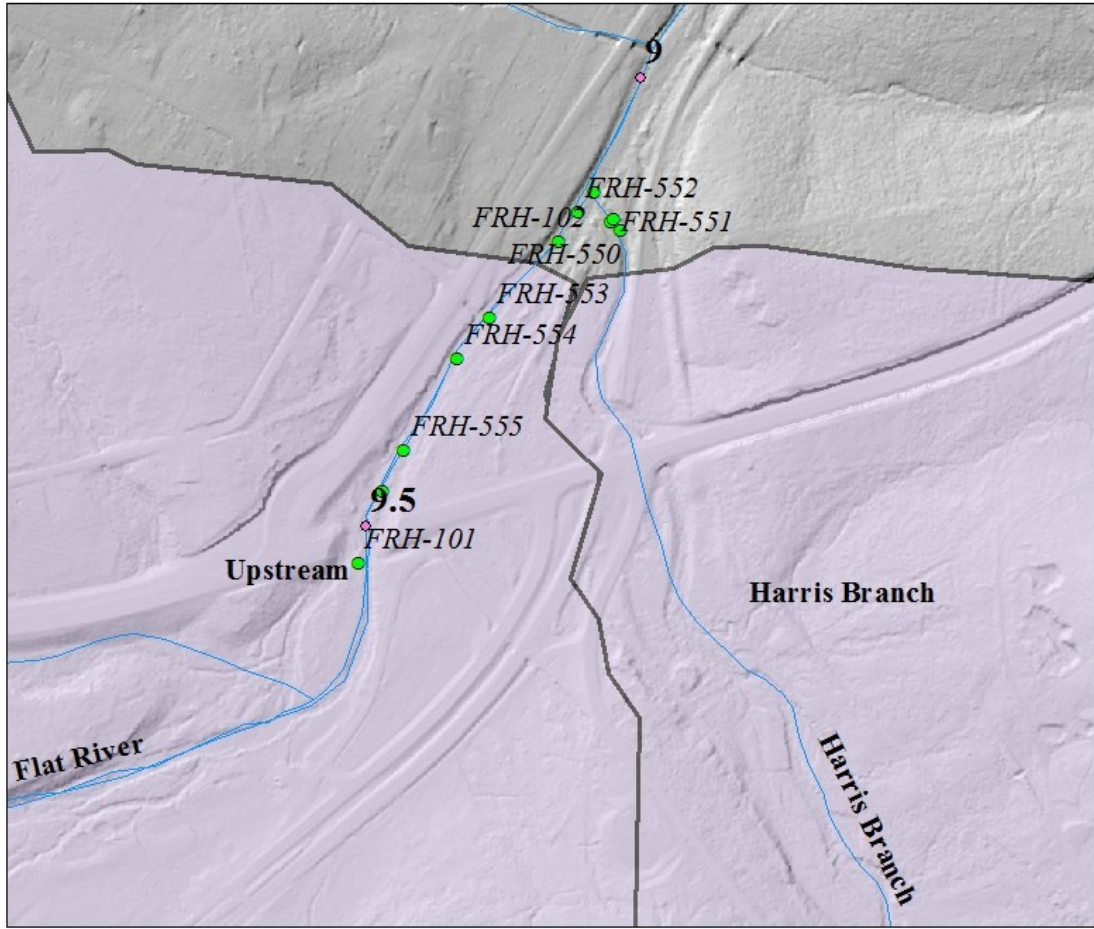 9
FRH-552
FRH-102
FRH-551
FRH-550
FRH-553
FRH-554
FRH-555
9.5
FRH-101
Upstream
Harris Branch
Flat River
Harris Branch